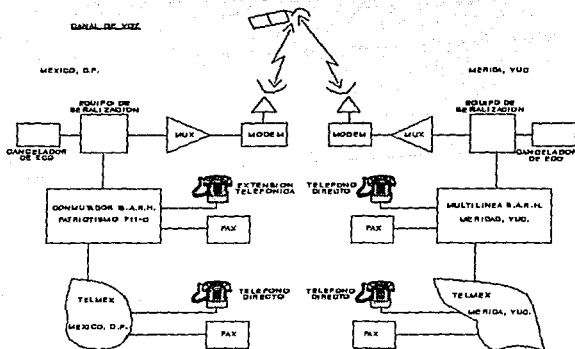 CANAL DE VOZ
MEXICO, D.F.
MERIDA, YUC
EQUIPO DE
SEÑALIZACION
EQUIPO DE
SEÑALIZACION
MUX
MODEM
MODEM
MUX
CANCELADOR
DE ECO
CANCELADOR
DE ECO
CONMUTADOR S.A.R.H.
PATRIOTISMO 711-B
EXTENSION
TELEFONICA
FAX
TELEFONO
DIRECTO
FAX
MULTILINEA S.A.R.H.
MERIDAD, YUC.
TELMEX
MEXICO, D.F.
TELEFONO
DIRECTO
FAX
TELEFONO
DIRECTO
FAX
TELMEX
MERIDA, YUC.